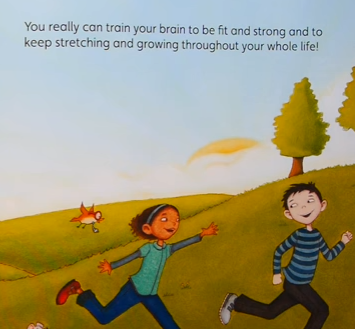 You really can train your brain to be fit and strong and to
keep stretching and growing throughout your whole life!